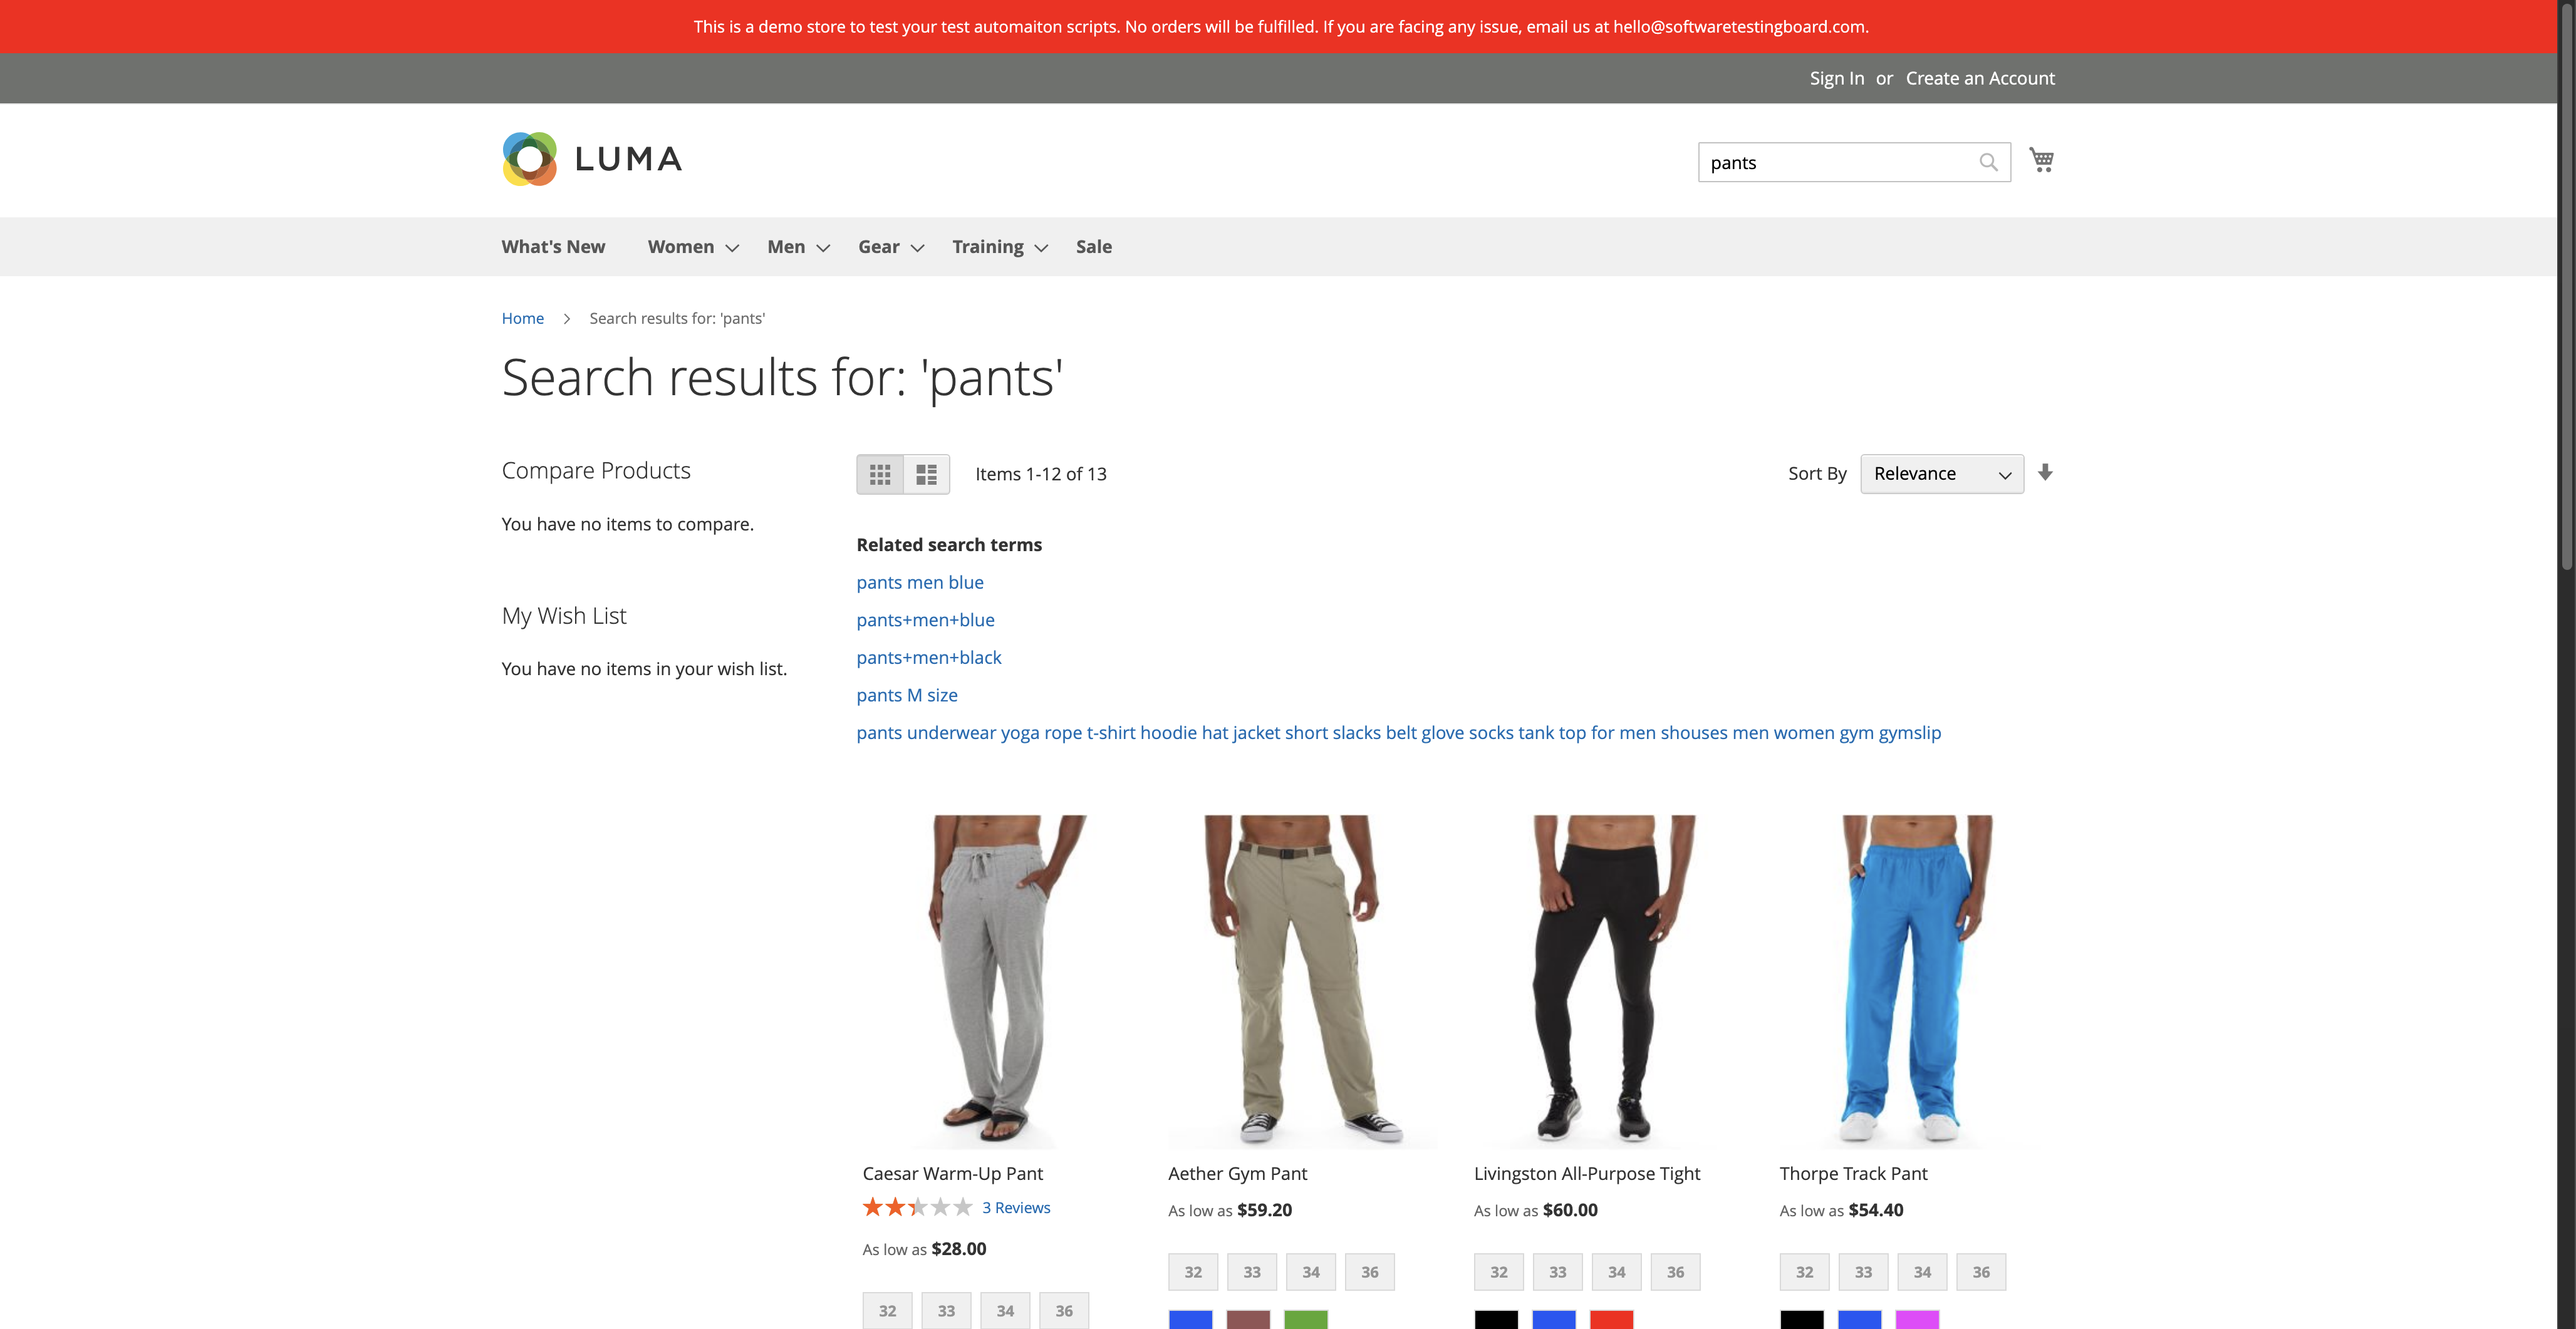 This is a demo store to test your test automaiton scripts. No orders will be fulfilled. If you are facing any issue, email us at hello@softwaretestingboard.com.
Sign In or Create an Account
LUMA
pants
What's New Women Men Gear Training Sale
Home > Search results for: 'pants'
Search results for: 'pants'
Compare Products
You have no items to compare.
My Wish List
You have no items in your wish list.
Items 1-12 of 13
Sort By Relevance
Related search terms
pants men blue
pants+men+blue
pants+men+black
pants M size
pants underwear yoga rope t-shirt hoodie hat jacket short slacks belt glove socks tank top for men shouses men women gym gymslip
Caesar Warm-Up Pant
3 Reviews
As low as $28.00
32 33 34 36
Aether Gym Pant
As low as $59.20
32 33 34 36
Livingston All-Purpose Tight
As low as $60.00
32 33 34 36
Thorpe Track Pant
As low as $54.40
32 33 34 36